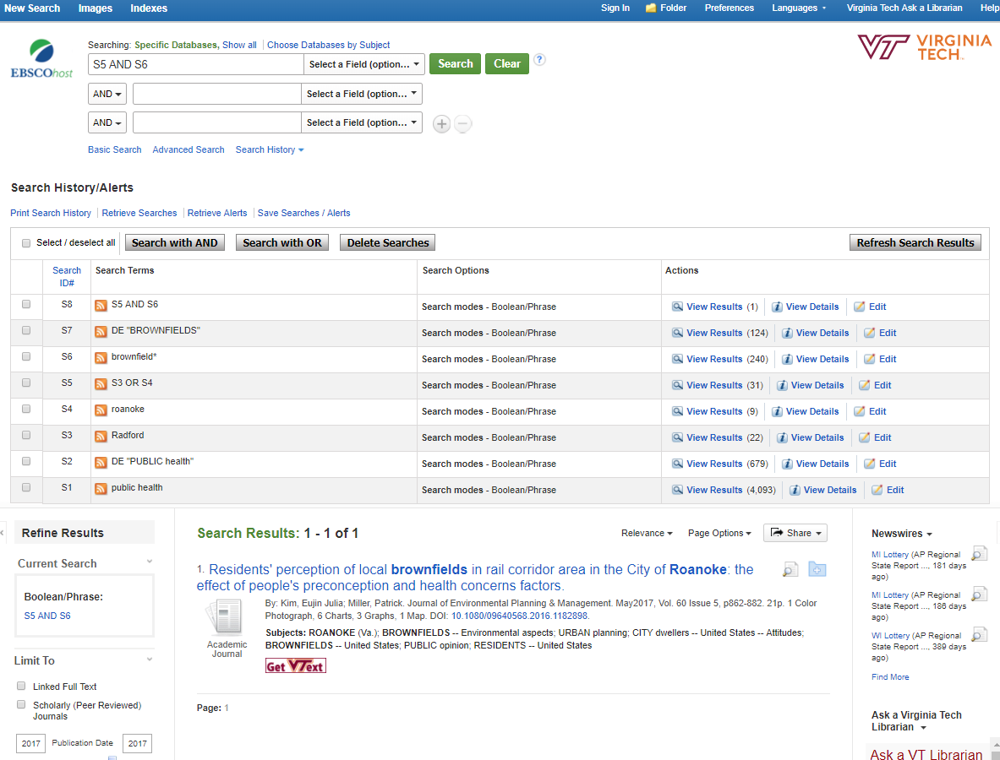 New Search Images Indexes Sign In Folder Preferences Languages Virginia Tech Ask a Librarian Help
Searching: Specific Databases, Show all | Choose Databases by Subject
EBSCOhost
S5 AND S6 Select a Field (option... Search Clear ?
VT VIRGINIA TECH™
AND Select a Field (option...
AND Select a Field (option...
Basic Search Advanced Search Search History
Search History/Alerts
Print Search History Retrieve Searches Retrieve Alerts Save Searches / Alerts
Select / deselect all Search with AND Search with OR Delete Searches Refresh Search Results
Search ID# Search Terms Search Options Actions
S8 S5 AND S6 Search modes - Boolean/Phrase View Results (1) View Details Edit
S7 DE "BROWNFIELDS" Search modes - Boolean/Phrase View Results (124) View Details Edit
S6 brownfield* Search modes - Boolean/Phrase View Results (240) View Details Edit
S5 S3 OR S4 Search modes - Boolean/Phrase View Results (31) View Details Edit
S4 roanoke Search modes - Boolean/Phrase View Results (9) View Details Edit
S3 Radford Search modes - Boolean/Phrase View Results (22) View Details Edit
S2 DE "PUBLIC health" Search modes - Boolean/Phrase View Results (679) View Details Edit
S1 public health Search modes - Boolean/Phrase View Results (4,093) View Details Edit
Refine Results
Current Search
Boolean/Phrase:
S5 AND S6
Limit To
Linked Full Text
Scholarly (Peer Reviewed)
Journals
2017 Publication Date 2017
Search Results: 1 - 1 of 1 Relevance Page Options Share
1. Residents' perception of local brownfields in rail corridor area in the City of Roanoke: the
effect of people's preconception and health concerns factors.
Academic
Journal
By: Kim, Eujin Julia; Miller, Patrick. Journal of Environmental Planning & Management. May2017, Vol. 60 Issue 5, p862-882. 21p. 1 Color
Photograph, 6 Charts, 3 Graphs, 1 Map. DOI: 10.1080/09640568.2016.1182898.
Subjects: ROANOKE (Va.); BROWNFIELDS -- Environmental aspects; URBAN planning; CITY dwellers -- United States -- Attitudes;
BROWNFIELDS -- United States; PUBLIC opinion; RESIDENTS -- United States
Get VText
Page: 1
Newswires
MI Lottery (AP Regional
State Report ..., 181 days
ago)
MI Lottery (AP Regional
State Report ..., 186 days
ago)
WI Lottery (AP Regional
State Report ..., 389 days
ago)
Find More
Ask a Virginia Tech
Librarian
Ask a VT Librarian